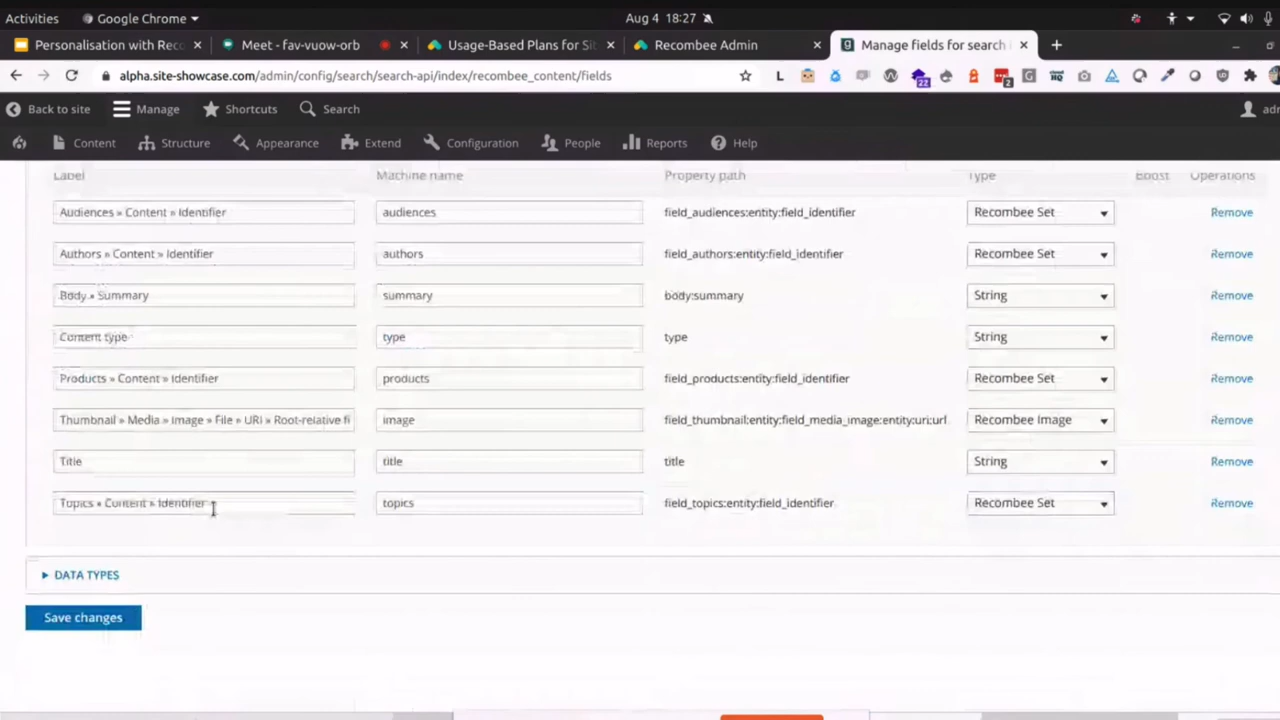 Activities Google Chrome Aug 4 18:27
Personalisation with Reco × Meet - fav-vuow-orb × Usage-Based Plans for Sit × Recombee Admin × Manage fields for search i × +
alpha.site-showcase.com/admin/config/search/search-api/index/recombee_content/fields
Back to site Manage Shortcuts Search adr
Content Structure Appearance Extend Configuration People Reports Help
Label Machine name Property path Type Boost Operations
Audiences » Content » Identifier audiences field_audiences:entity:field_identifier Recombee Set Remove
Authors » Content » Identifier authors field_authors:entity:field_identifier Recombee Set Remove
Body » Summary summary body:summary String Remove
Content type type type String Remove
Products » Content » Identifier products field_products:entity:field_identifier Recombee Set Remove
Thumbnail » Media » Image » File » URI » Root-relative fi image field_thumbnail:entity:field_media_image:entity:uri:url Recombee Image Remove
Title title title String Remove
Topics » Content » Identifier topics field_topics:entity:field_identifier Recombee Set Remove
DATA TYPES
Save changes